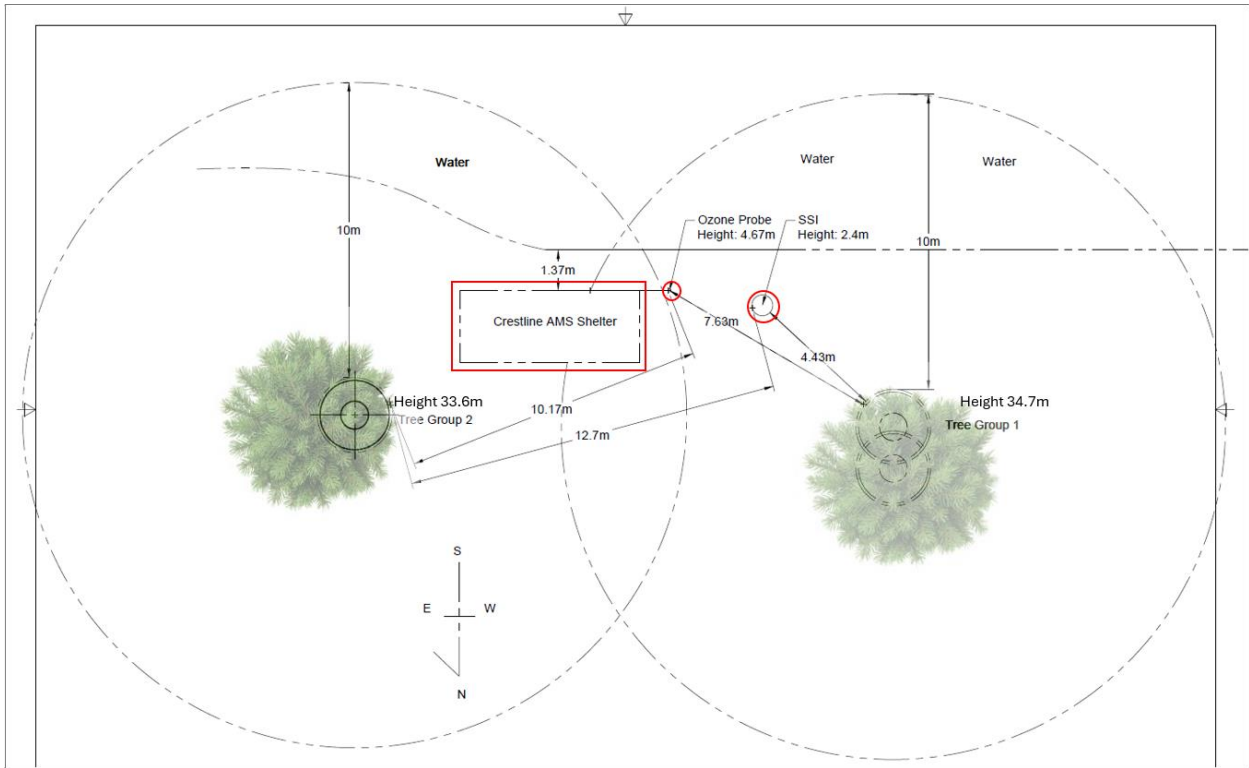 Water
Water
Water
10m
Ozone Probe
Height: 4.67m
SSI
Height: 2.4m
10m
1.37m
Crestline AMS Shelter
7.63m
4.43m
Height 33.6m
Tree Group 2
10.17m
12.7m
Height 34.7m
Tree Group 1
S
E
W
N